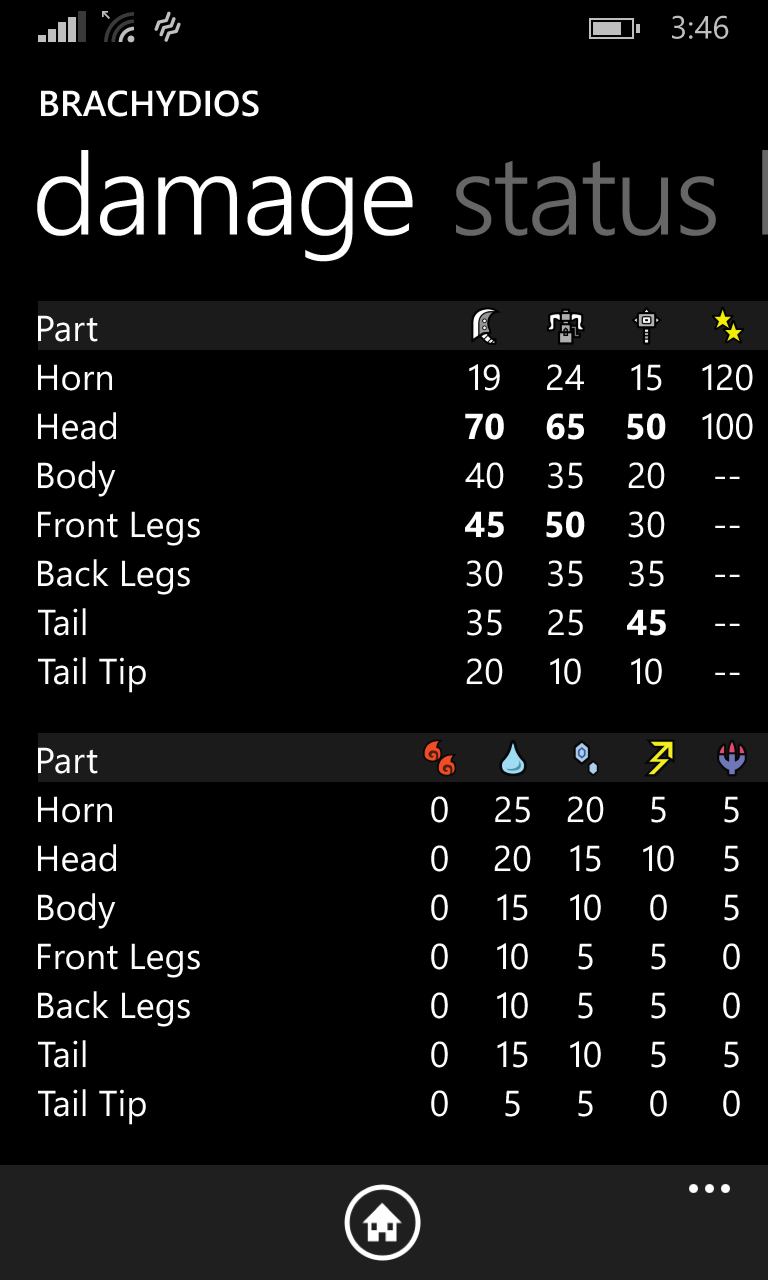 3:46
BRACHYDIOS
damage status
Part
Horn 19 24 15 120
Head 70 65 50 100
Body 40 35 20 --
Front Legs 45 50 30 --
Back Legs 30 35 35 --
Tail 35 25 45 --
Tail Tip 20 10 10 --
Part
Horn 0 25 20 5 5
Head 0 20 15 10 5
Body 0 15 10 0 5
Front Legs 0 10 5 5 0
Back Legs 0 10 5 5 0
Tail 0 15 10 5 5
Tail Tip 0 5 5 0 0